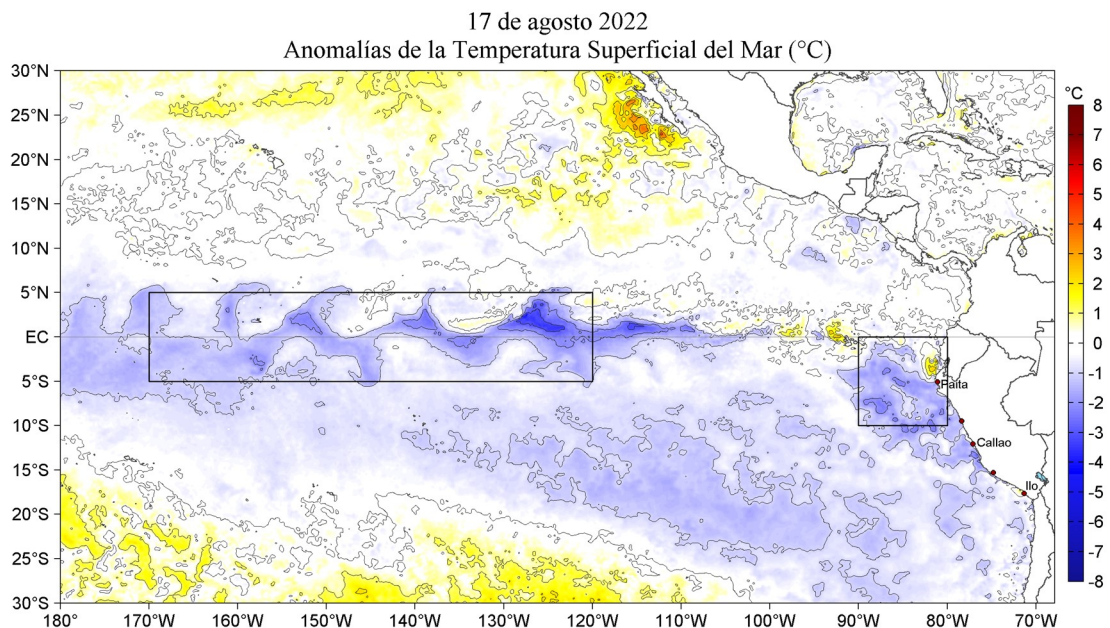 17 de agosto 2022
Anomalías de la Temperatura Superficial del Mar (°C)
30°N
25°N
20°N
15°N
10°N
5°N
EC
5°S
10°S
15°S
20°S
25°S
30°S
180
170°W
160°W
150°W
140°W
130°W
120°W
110°W
100°W
90°W
80°W
70°W
Paita
Callao
Ilo
°C
8
7
6
5
4
3
2
1
0
-1
-2
-3
-4
-5
-6
-7
-8